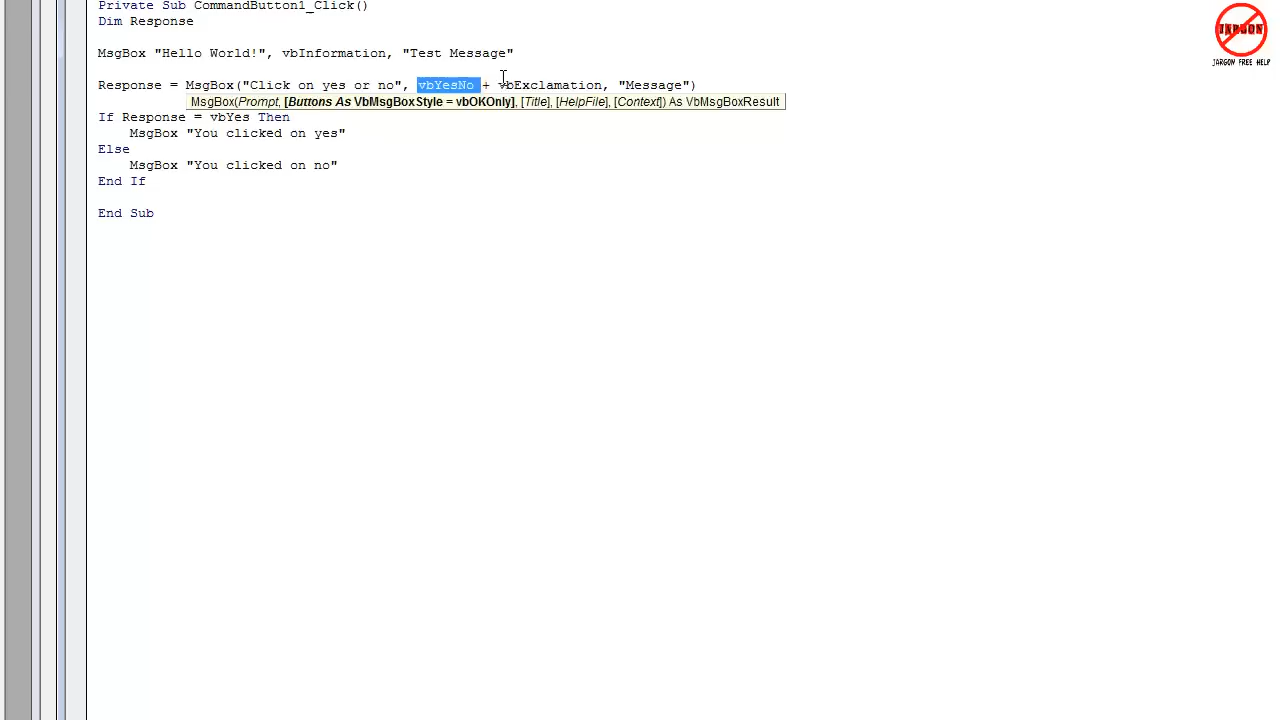 Private Sub CommandButton1_Click()
Dim Response
MsgBox "Hello World!", vbInformation, "Test Message"
Response = MsgBox("Click on yes or no", vbYesNo + vbExclamation, "Message")
MsgBox(Prompt, [Buttons As VbMsgBoxStyle = vbOKOnly], [Title], [HelpFile], [Context]) As VbMsgBoxResult
If Response = vbYes Then
MsgBox "You clicked on yes"
Else
MsgBox "You clicked on no"
End If
End Sub
JARGON
JARGON FREE HELP